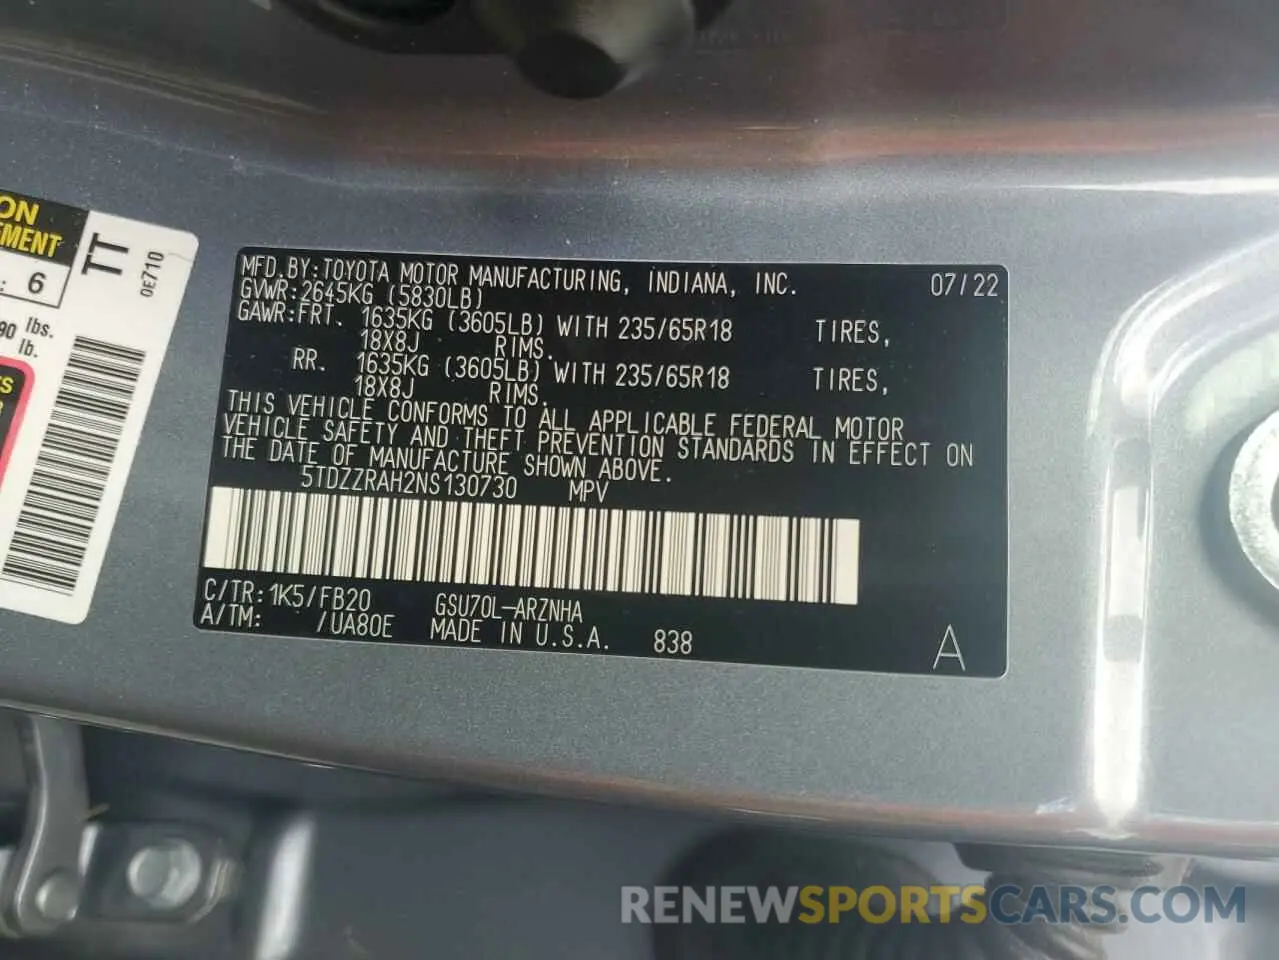 ON
EMENT
: 6
TT
0E710
90 lbs.
lb.
MFD.BY:TOYOTA MOTOR MANUFACTURING, INDIANA, INC. 07/22
GVWR:2645KG (5830LB)
GAWR:FRT. 1635KG (3605LB) WITH 235/65R18 TIRES,
18X8J RIMS.
RR. 1635KG (3605LB) WITH 235/65R18 TIRES,
18X8J RIMS.
THIS VEHICLE CONFORMS TO ALL APPLICABLE FEDERAL MOTOR
VEHICLE SAFETY AND THEFT PREVENTION STANDARDS IN EFFECT ON
THE DATE OF MANUFACTURE SHOWN ABOVE.
5TDZZRAH2NS130730 MPV
C/TR:1K5/FB20 GSU70L-ARZNHA
A/TM: /UA80E MADE IN U.S.A. 838
A
RENEWSPORTSCARS.COM